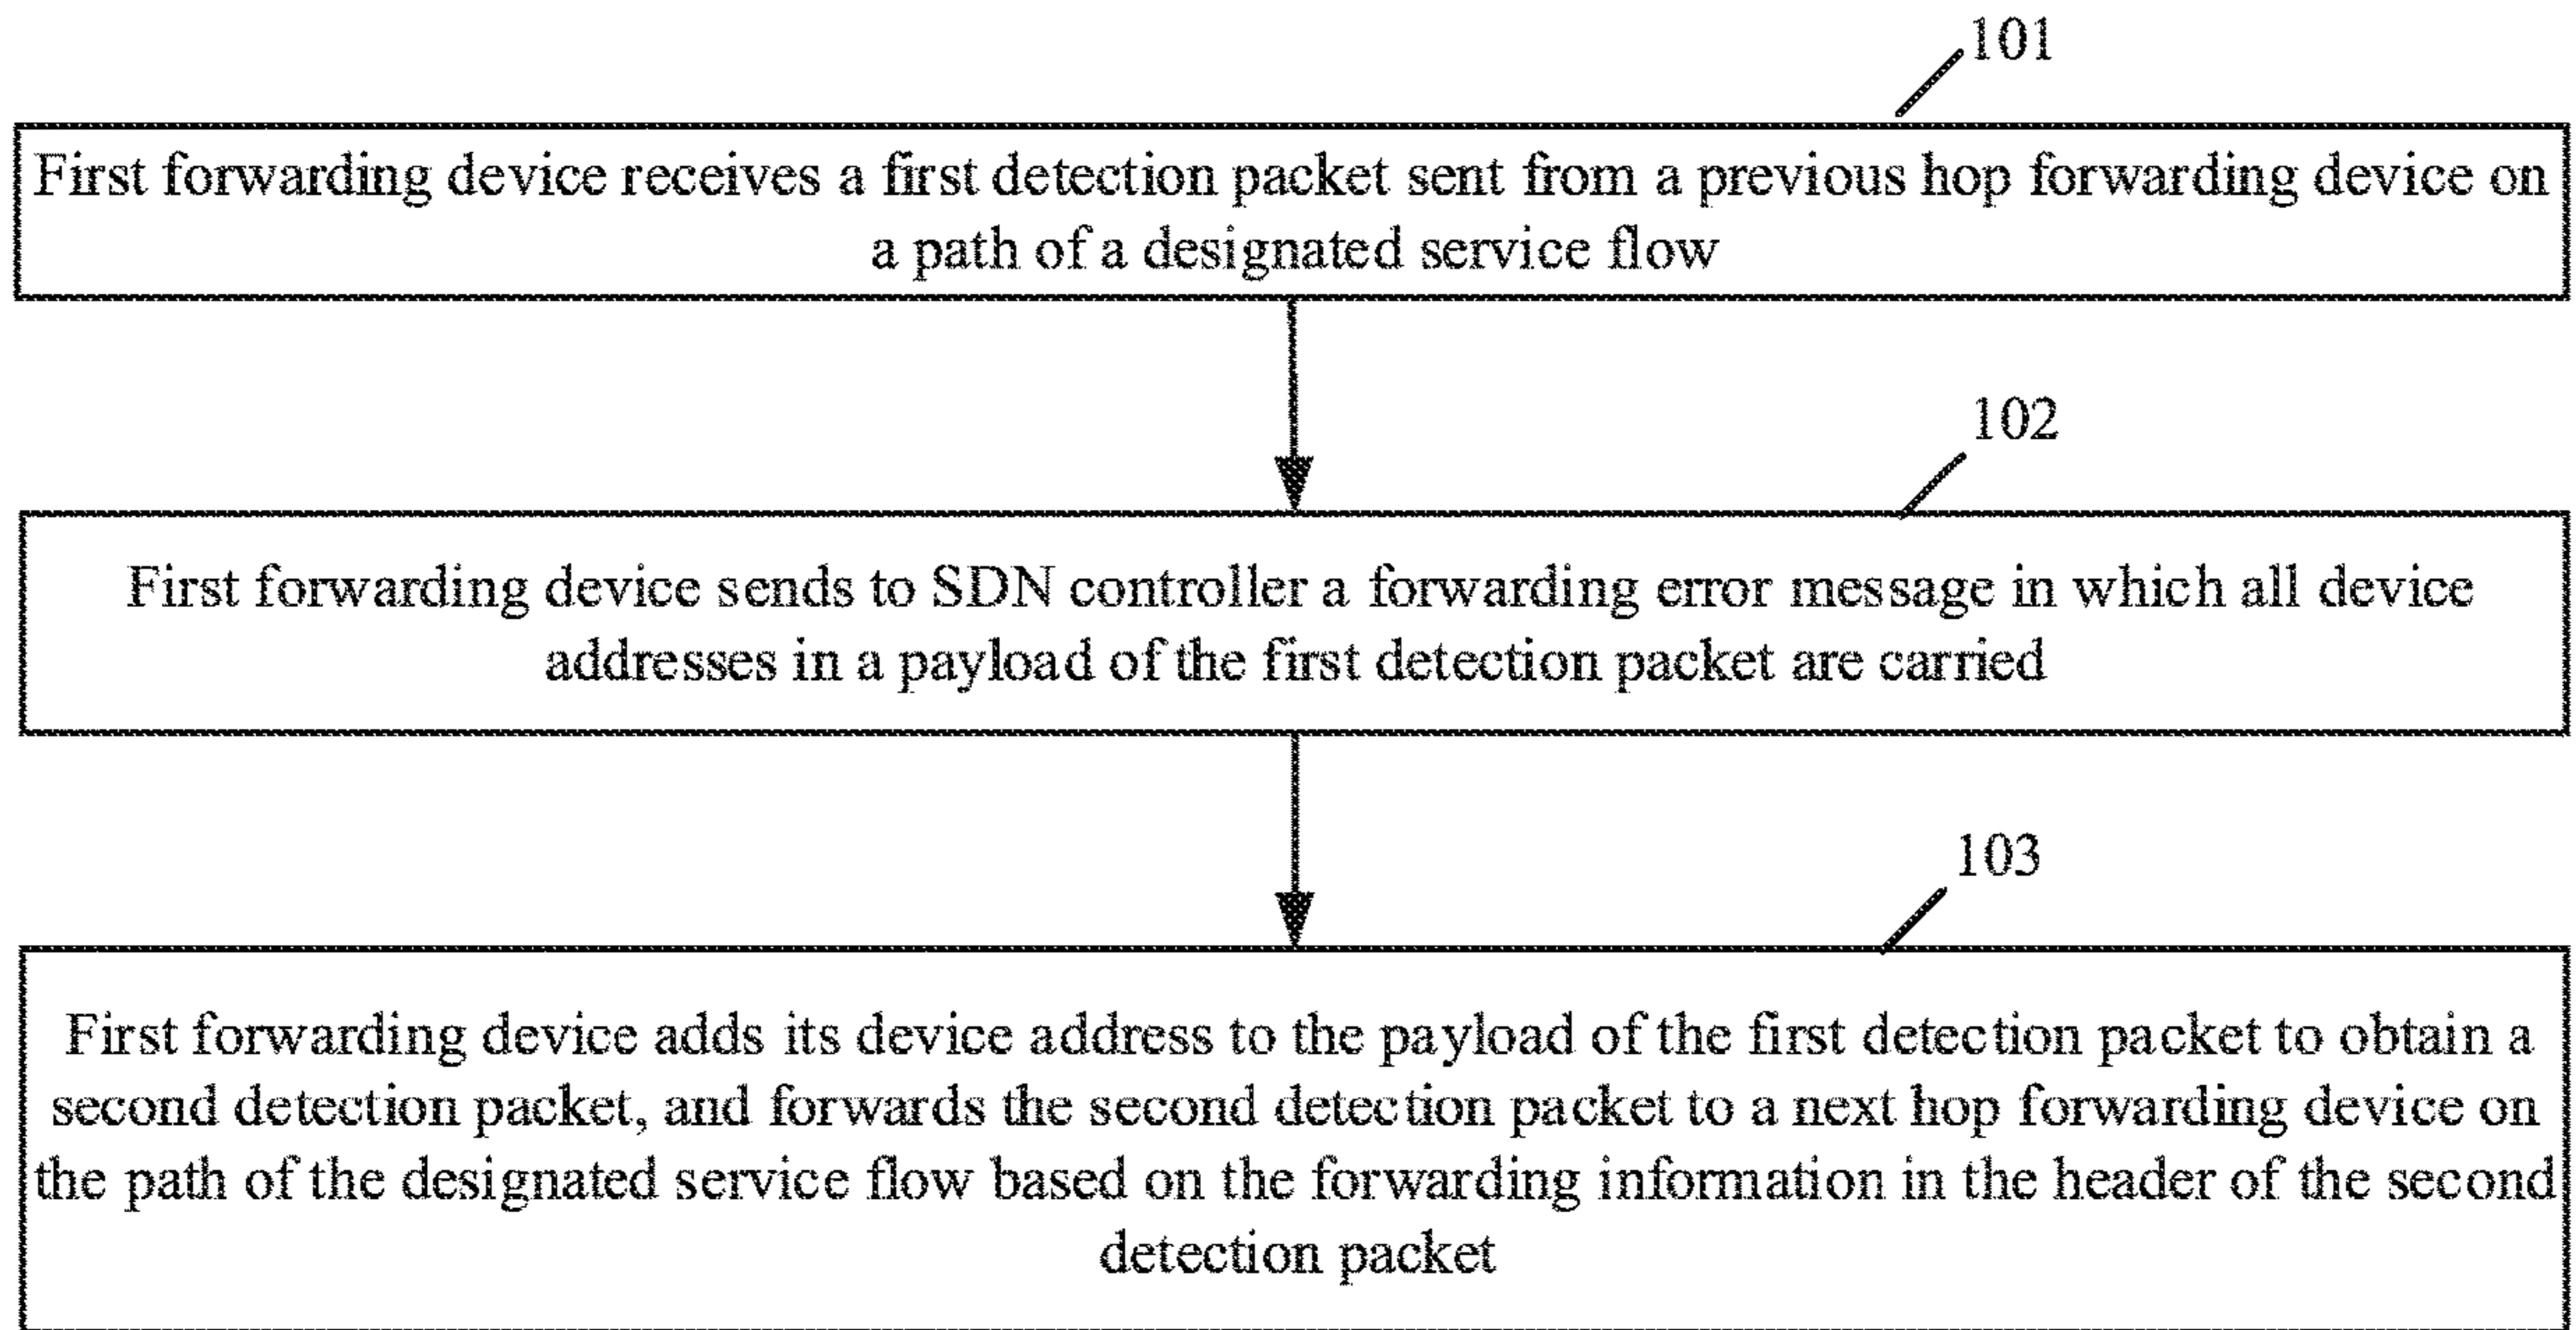 101
First forwarding device receives a first detection packet sent from a previous hop forwarding device on
a path of a designated service flow
102
First forwarding device sends to SDN controller a forwarding error message in which all device
addresses in a payload of the first detection packet are carried
103
First forwarding device adds its device address to the payload of the first detection packet to obtain a
second detection packet, and forwards the second detection packet to a next hop forwarding device on
the path of the designated service flow based on the forwarding information in the header of the second
detection packet